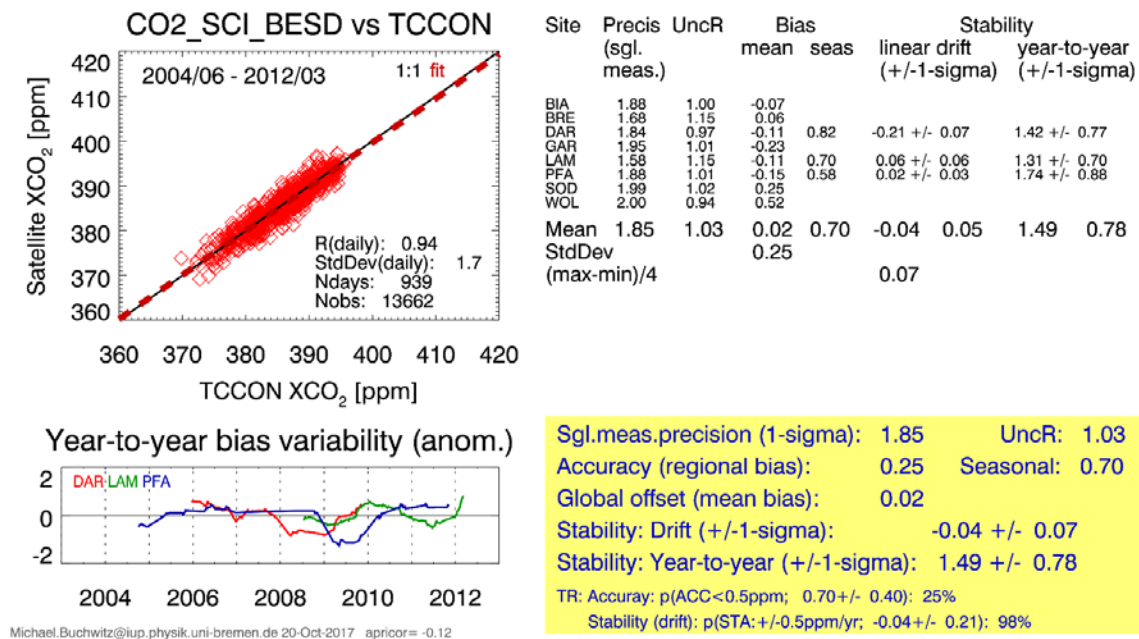 CO2_SCI_BESD vs TCCON
2004/06 - 2012/03
1:1 fit
Satellite XCO2 [ppm]
420
410
400
390
380
370
360
R(daily): 0.94
StdDev(daily): 1.7
Ndays: 939
Nobs: 13662
360 370 380 390 400 410 420
TCCON XCO2 [ppm]
Site Precis UncR Bias Stability
(sgl. mean seas linear drift year-to-year
meas.) (+/-1-sigma) (+/-1-sigma)
BIA 1.88 1.00 -0.07
BRE 1.68 1.15 0.06
DAR 1.84 0.97 -0.11 0.82 -0.21 +/- 0.07 1.42 +/- 0.77
GAR 1.95 1.01 -0.23
LAM 1.58 1.15 -0.11 0.70 0.06 +/- 0.06 1.31 +/- 0.70
PFA 1.88 1.01 -0.15 0.58 0.02 +/- 0.03 1.74 +/- 0.88
SOD 1.99 1.02 0.25
WOL 2.00 0.94 0.52
Mean 1.85 1.03 0.02 0.70 -0.04 0.05 1.49 0.78
StdDev 0.25
(max-min)/4 0.07
Year-to-year bias variability (anom.)
DAR LAM PFA
2
0
-2
2004 2006 2008 2010 2012
Sgl.meas.precision (1-sigma): 1.85 UncR: 1.03
Accuracy (regional bias): 0.25 Seasonal: 0.70
Global offset (mean bias): 0.02
Stability: Drift (+/-1-sigma): -0.04 +/- 0.07
Stability: Year-to-year (+/-1-sigma): 1.49 +/- 0.78
TR: Accuray: p(ACC<0.5ppm; 0.70+/- 0.40): 25%
Stability (drift): p(STA:+/-0.5ppm/yr; -0.04+/- 0.21): 98%
Michael.Buchwitz@iup.physik.uni-bremen.de 20-Oct-2017 apricor= -0.12